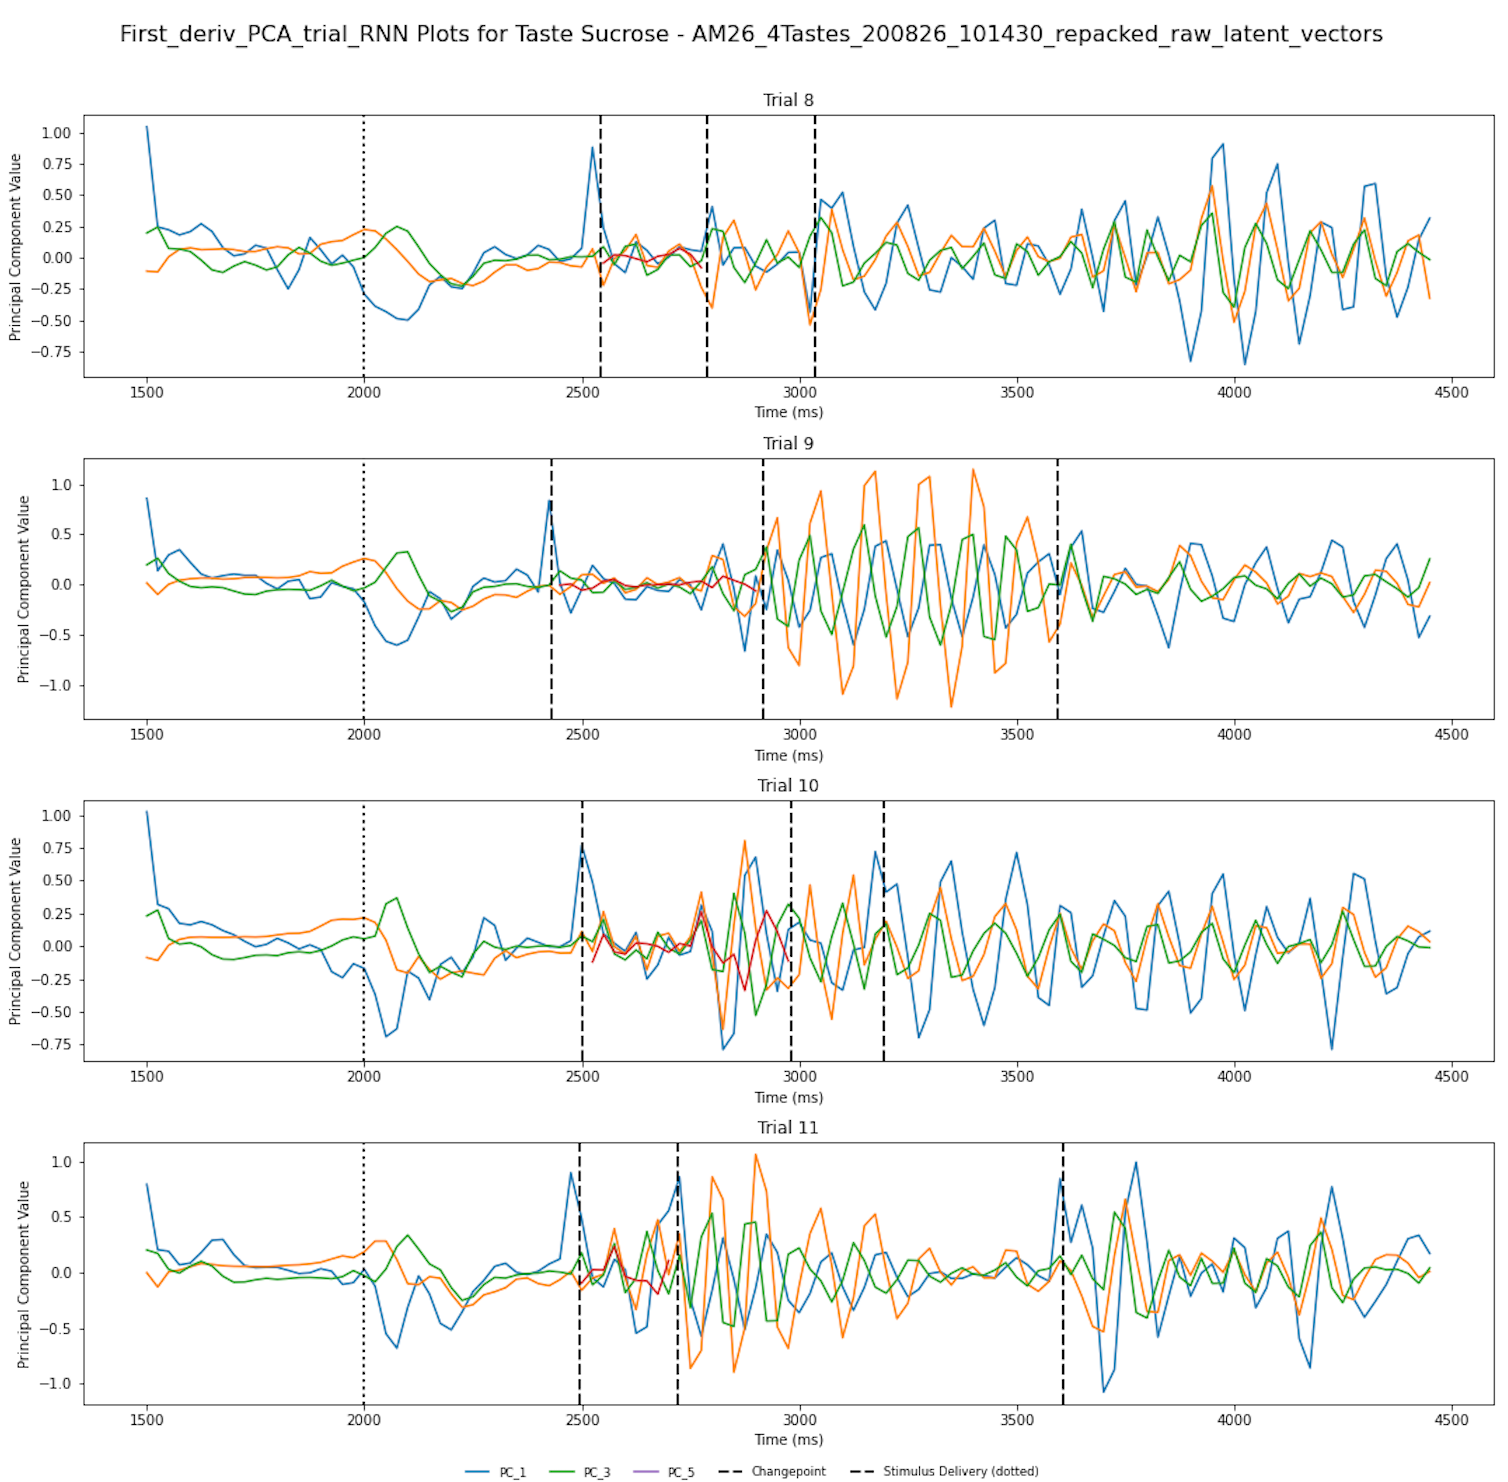 First_deriv_PCA_trial_RNN Plots for Taste Sucrose - AM26_4Tastes_200826_101430_repacked_raw_latent_vectors
Trial 8
Principal Component Value
1.00
0.75
0.50
0.25
0.00
−0.25
−0.50
−0.75
1500 2000 2500 3000 3500 4000 4500
Time (ms)
Trial 9
Principal Component Value
1.0
0.5
0.0
−0.5
−1.0
1500 2000 2500 3000 3500 4000 4500
Time (ms)
Trial 10
Principal Component Value
1.00
0.75
0.50
0.25
0.00
−0.25
−0.50
−0.75
1500 2000 2500 3000 3500 4000 4500
Time (ms)
Trial 11
Principal Component Value
1.0
0.5
0.0
−0.5
−1.0
1500 2000 2500 3000 3500 4000 4500
Time (ms)
PC_1 PC_3 PC_5 Changepoint Stimulus Delivery (dotted)